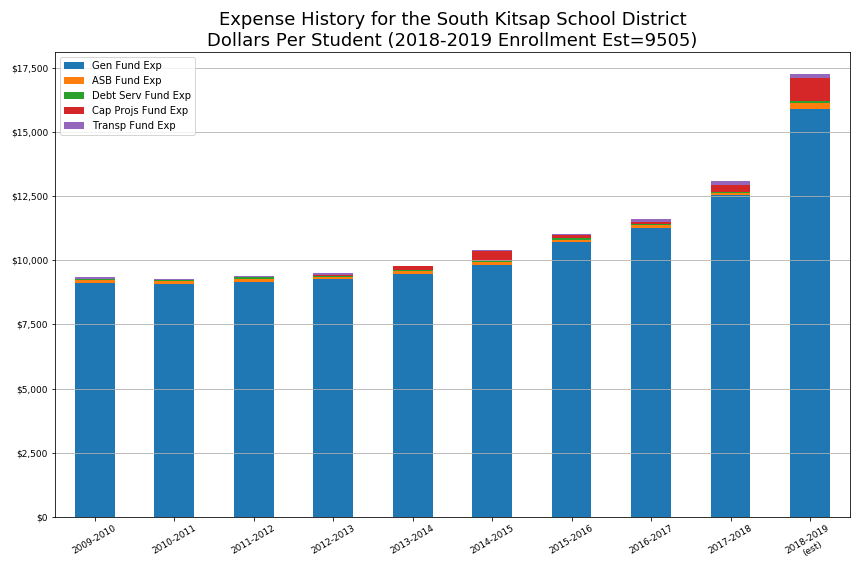 Expense History for the South Kitsap School District
Dollars Per Student (2018-2019 Enrollment Est=9505)
Gen Fund Exp
ASB Fund Exp
Debt Serv Fund Exp
Cap Projs Fund Exp
Transp Fund Exp
$17,500
$15,000
$12,500
$10,000
$7,500
$5,000
$2,500
$0
2009-2010
2010-2011
2011-2012
2012-2013
2013-2014
2014-2015
2015-2016
2016-2017
2017-2018
2018-2019
(est)